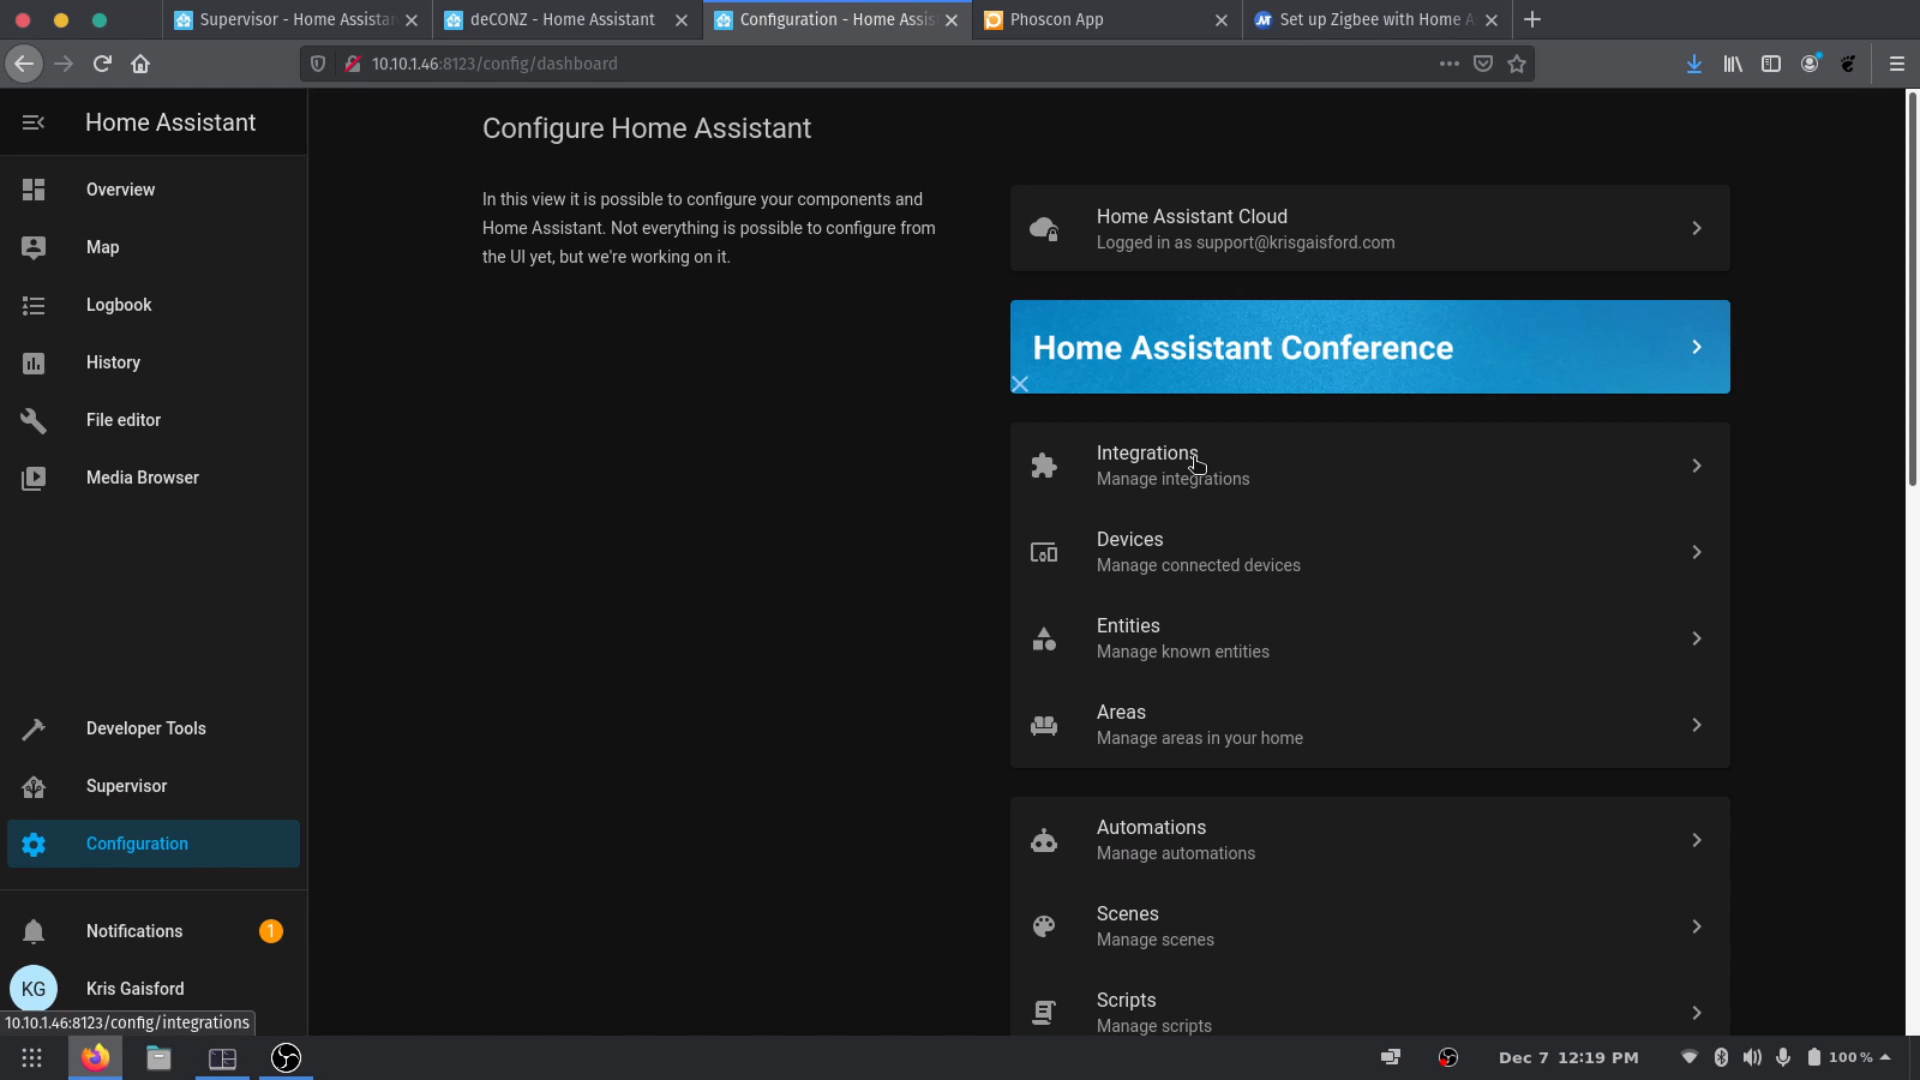 Supervisor - Home Assistan
deCONZ - Home Assistant
Configuration - Home Assis
Phoscon App
Set up Zigbee with Home A
10.10.1.46:8123/config/dashboard
Home Assistant
Overview
Map
Logbook
History
File editor
Media Browser
Developer Tools
Supervisor
Configuration
Notifications
1
KG
Kris Gaisford
10.10.1.46:8123/config/integrations
Configure Home Assistant
In this view it is possible to configure your components and
Home Assistant. Not everything is possible to configure from
the UI yet, but we're working on it.
Home Assistant Cloud
Logged in as support@krisgaisford.com
Home Assistant Conference
Integrations
Manage integrations
Devices
Manage connected devices
Entities
Manage known entities
Areas
Manage areas in your home
Automations
Manage automations
Scenes
Manage scenes
Scripts
Manage scripts
Dec 7 12:19 PM
100 %